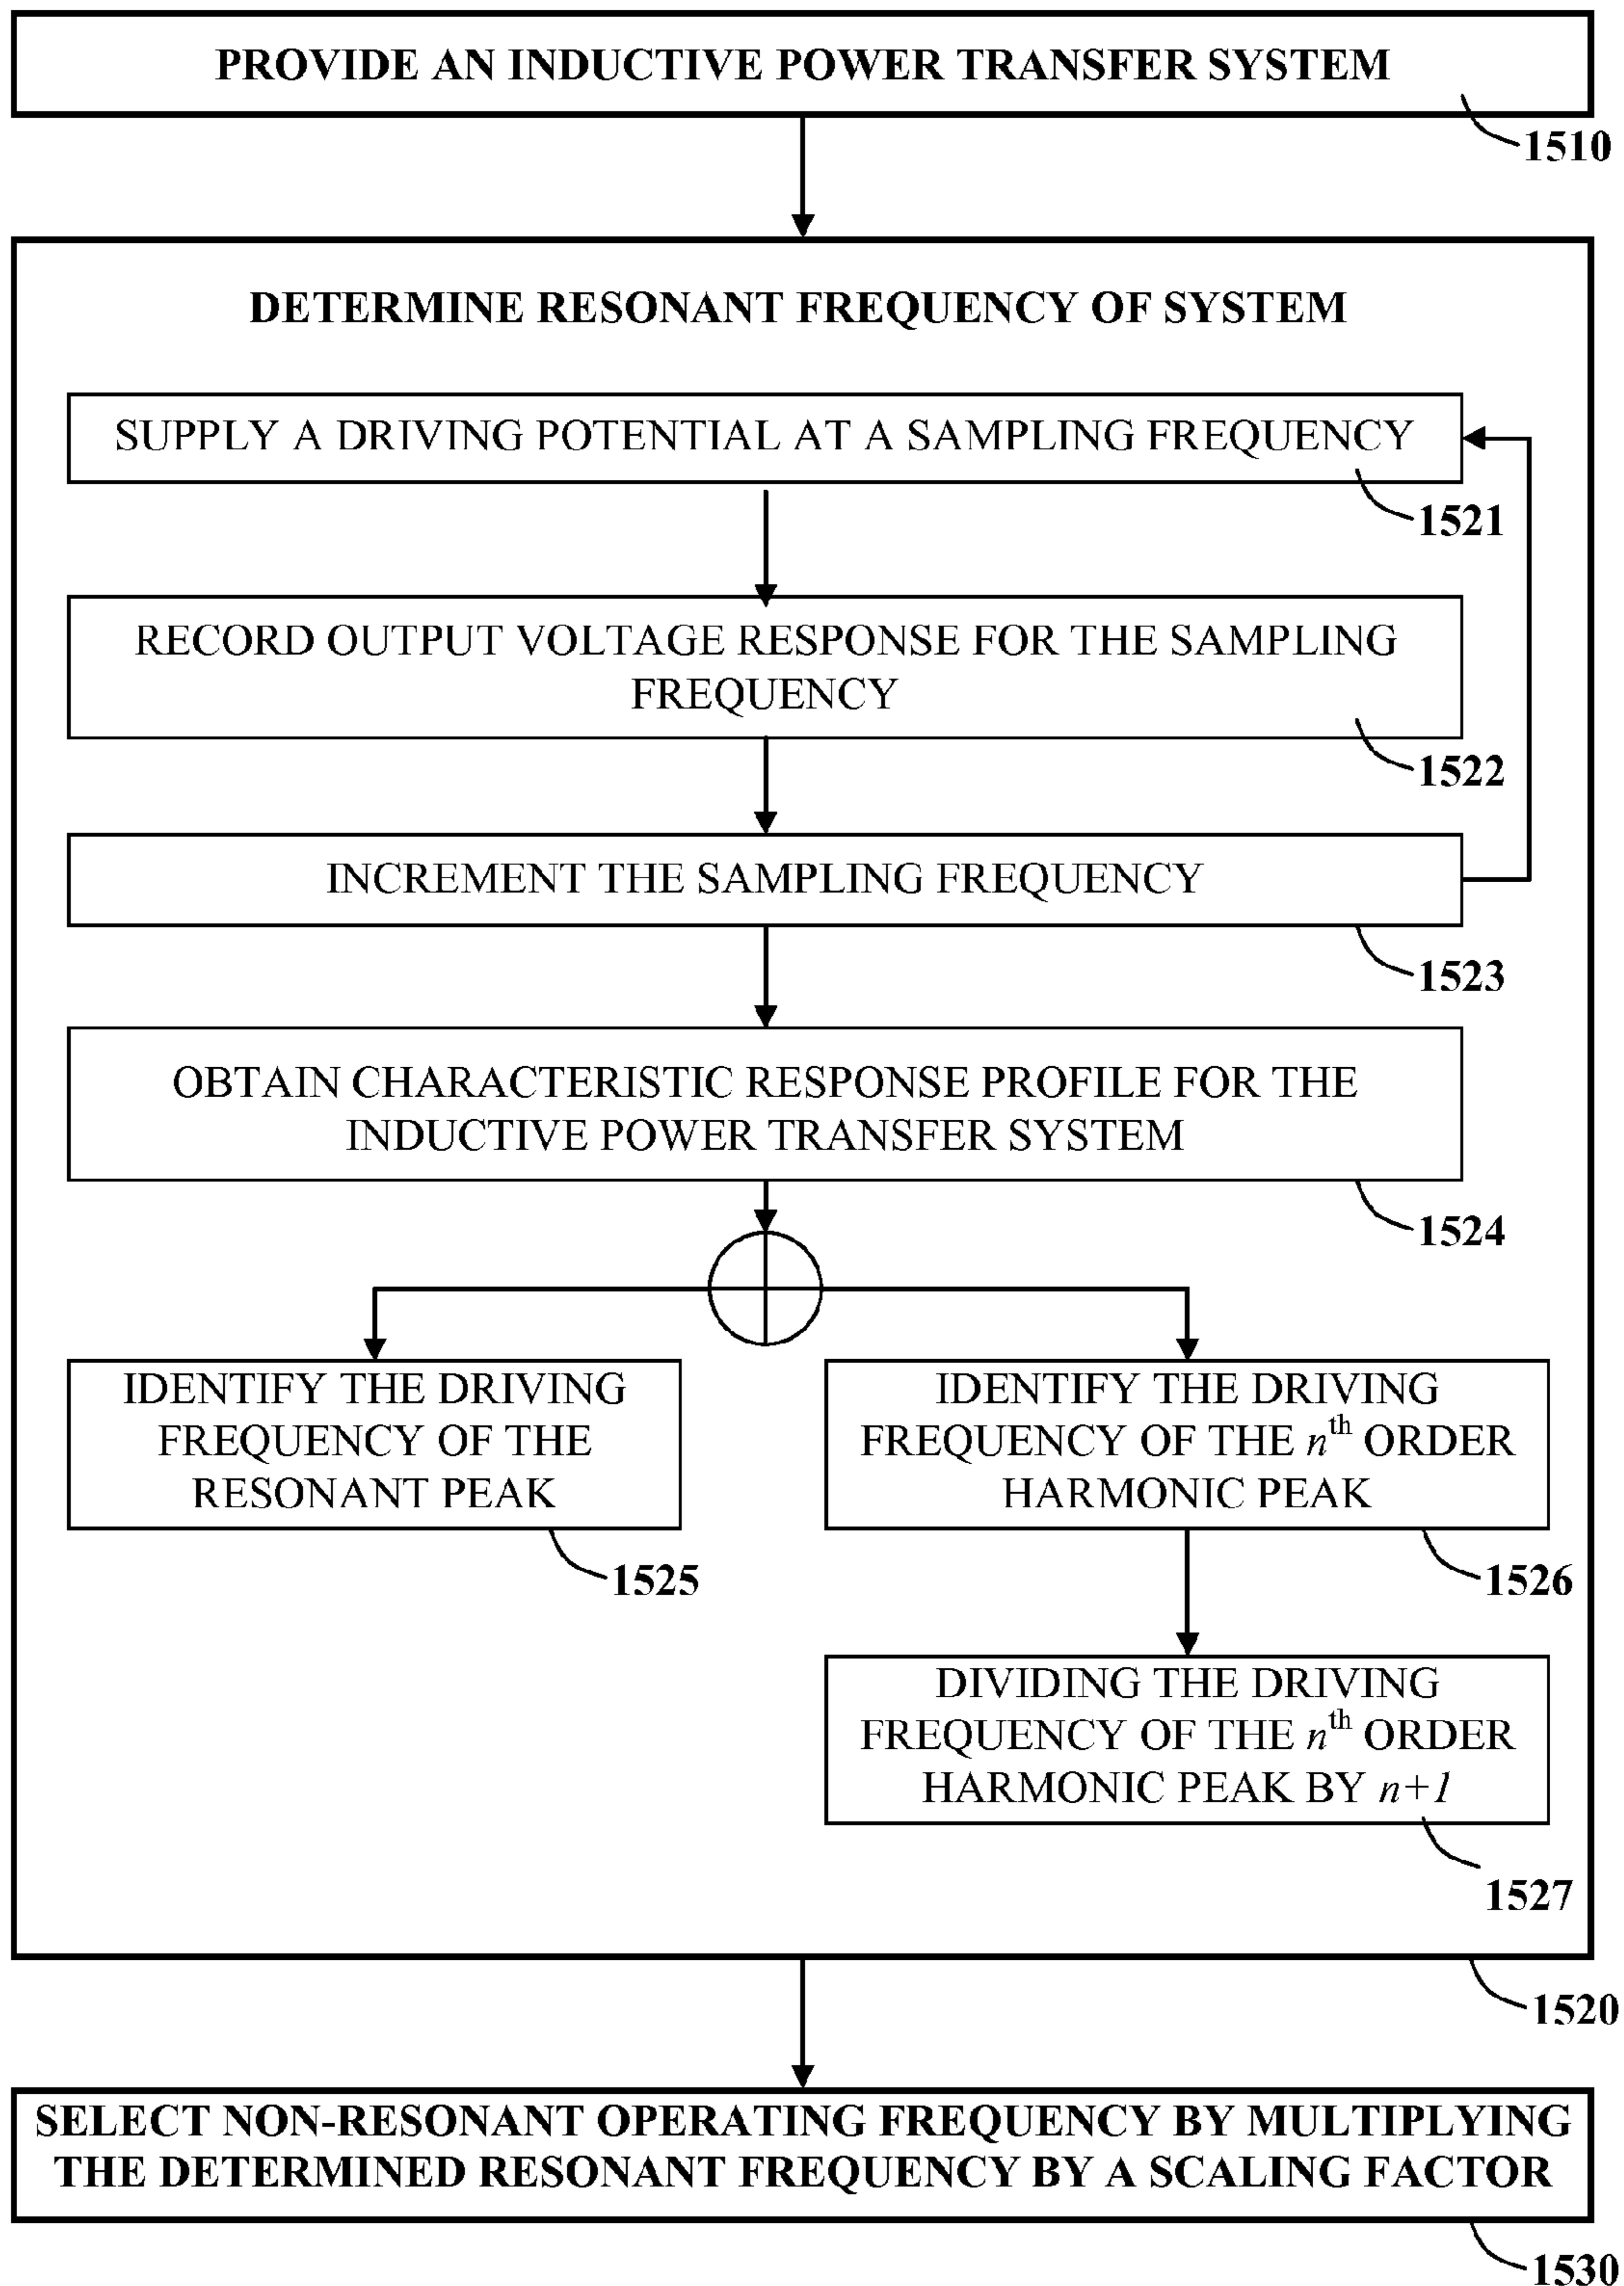 PROVIDE AN INDUCTIVE POWER TRANSFER SYSTEM
1510
DETERMINE RESONANT FREQUENCY OF SYSTEM
SUPPLY A DRIVING POTENTIAL AT A SAMPLING FREQUENCY
1521
RECORD OUTPUT VOLTAGE RESPONSE FOR THE SAMPLING
FREQUENCY
1522
INCREMENT THE SAMPLING FREQUENCY
1523
OBTAIN CHARACTERISTIC RESPONSE PROFILE FOR THE
INDUCTIVE POWER TRANSFER SYSTEM
1524
IDENTIFY THE DRIVING
FREQUENCY OF THE
RESONANT PEAK
1525
IDENTIFY THE DRIVING
FREQUENCY OF THE nth ORDER
HARMONIC PEAK
1526
DIVIDING THE DRIVING
FREQUENCY OF THE nth ORDER
HARMONIC PEAK BY n+1
1527
1520
SELECT NON-RESONANT OPERATING FREQUENCY BY MULTIPLYING
THE DETERMINED RESONANT FREQUENCY BY A SCALING FACTOR
1530